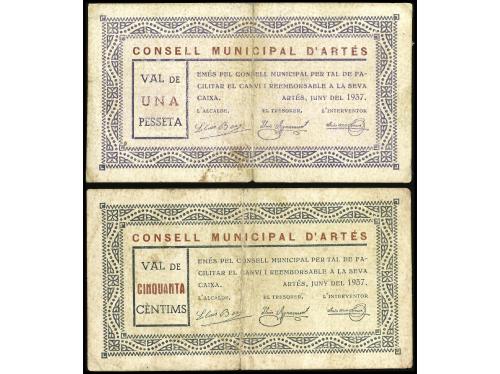 CONSELL MUNICIPAL D'ARTÉS
VAL DE
UNA
PESSETA
EMÈS PEL CONSELL MUNICIPAL PER TAL DE FA-
CILITAR EL CANVI I REEMBORSABLE A LA SEVA
CAIXA. ARTÉS, JUNY DEL 1937.
L'ALCALDE, EL TRESORER, L'INTERVENTOR
CONSELL MUNICIPAL D'ARTÉS
VAL DE
CINQUANTA
CÈNTIMS
EMÈS PEL CONSELL MUNICIPAL PER TAL DE FA-
CILITAR EL CANVI I REEMBORSABLE A LA SEVA
CAIXA. ARTÉS, JUNY DEL 1937.
L'ALCALDE, EL TRESORER, L'INTERVENTOR